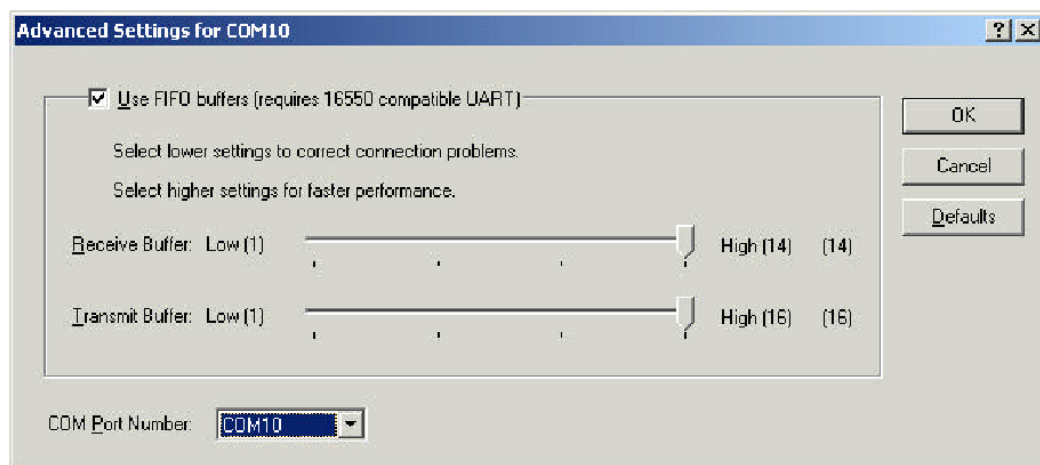 Advanced Settings for COM10
Use FIFO buffers (requires 16550 compatible UART)
OK
Select lower settings to correct connection problems.
Cancel
Select higher settings for faster performance.
Defaults
Receive Buffer: Low (1) High (14) (14)
Transmit Buffer: Low (1) High (16) (16)
COM Port Number: COM10